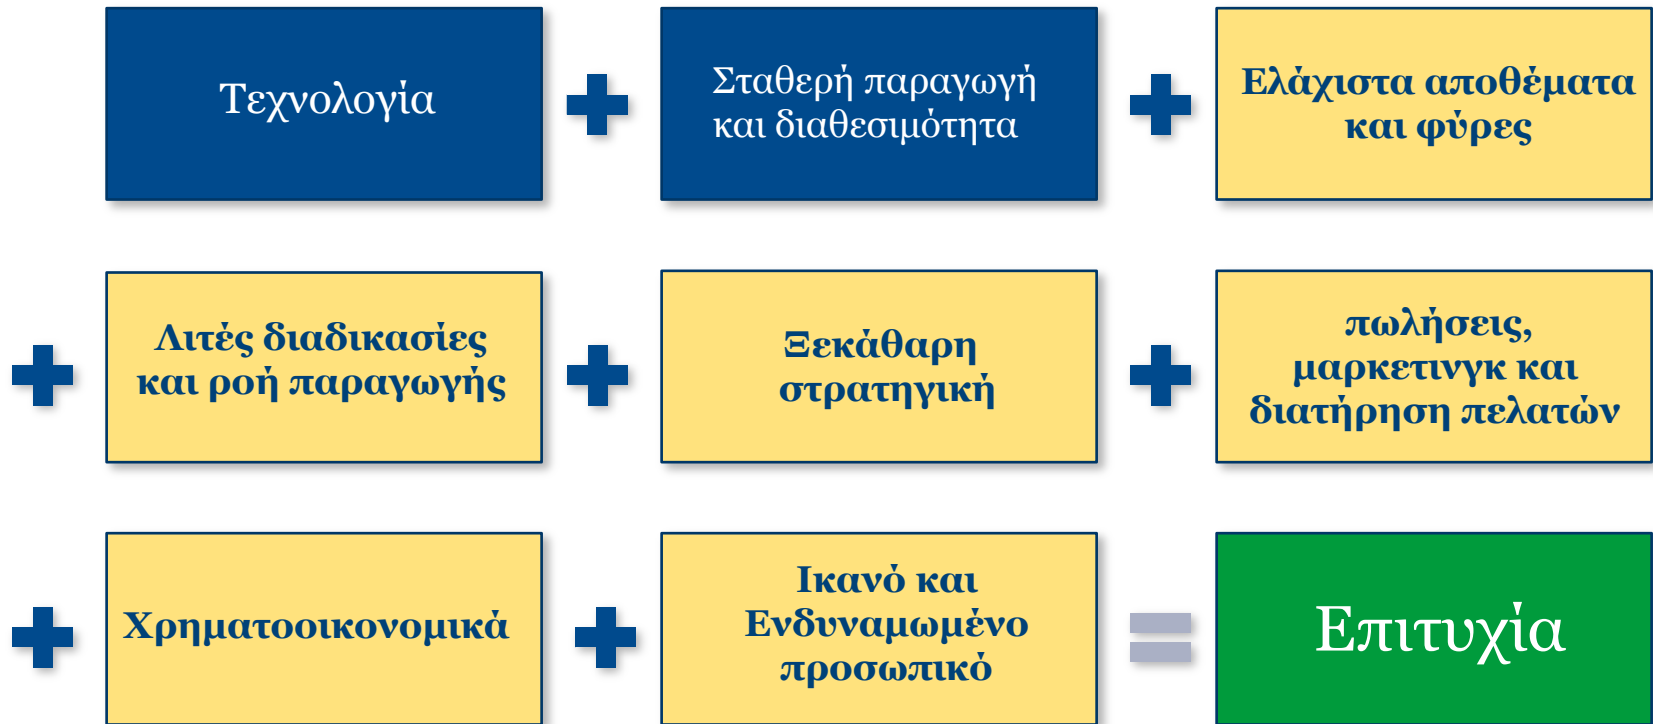 Τεχνολογία
Σταθερή παραγωγή
και διαθεσιμότητα
Ελάχιστα αποθέματα
και φύρες
Λιτές διαδικασίες
και ροή παραγωγής
Ξεκάθαρη
στρατηγική
πωλήσεις,
μαρκετινγκ και
διατήρηση πελατών
Χρηματοοικονομικά
Ικανό και
Ενδυναμωμένο
προσωπικό
Επιτυχία